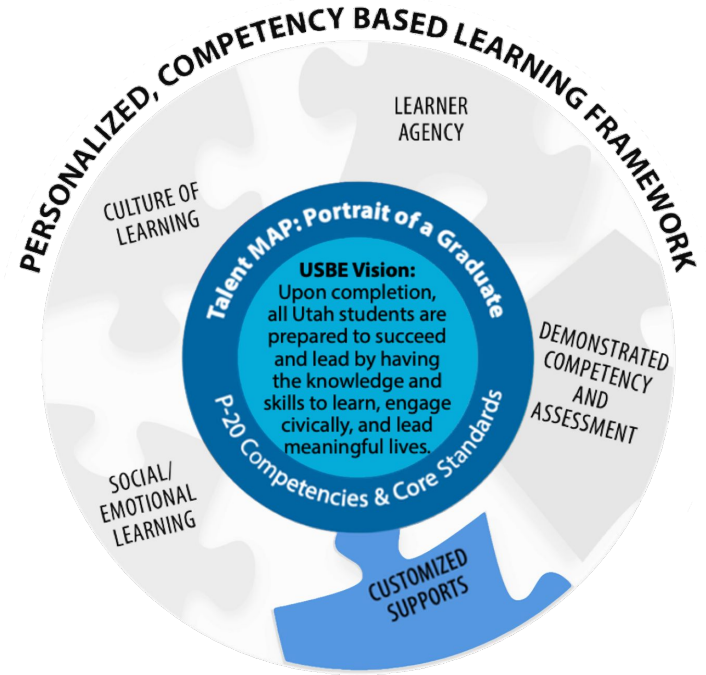 PERSONALIZED, COMPETENCY BASED LEARNING FRAMEWORK
LEARNER
AGENCY
CULTURE OF
LEARNING
Talent MAP: Portrait of a Graduate
USBE Vision:
Upon completion,
all Utah students are
prepared to succeed
and lead by having
the knowledge and
skills to learn, engage
civically, and lead
meaningful lives.
P-20 Competencies & Core Standards
DEMONSTRATED
COMPETENCY
AND
ASSESSMENT
SOCIAL/
EMOTIONAL
LEARNING
CUSTOMIZED
SUPPORTS